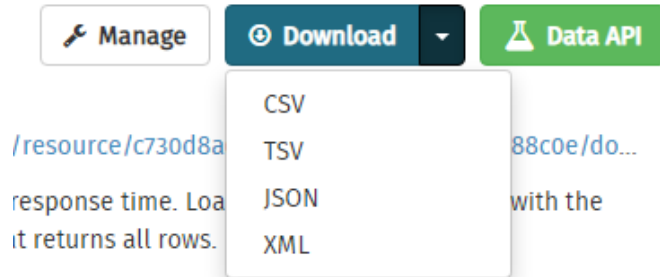 Manage
Download
Data API
CSV
/resource/c730d8a
88c0e/do...
TSV
response time. Loa
with the
JSON
t returns all rows.
XML